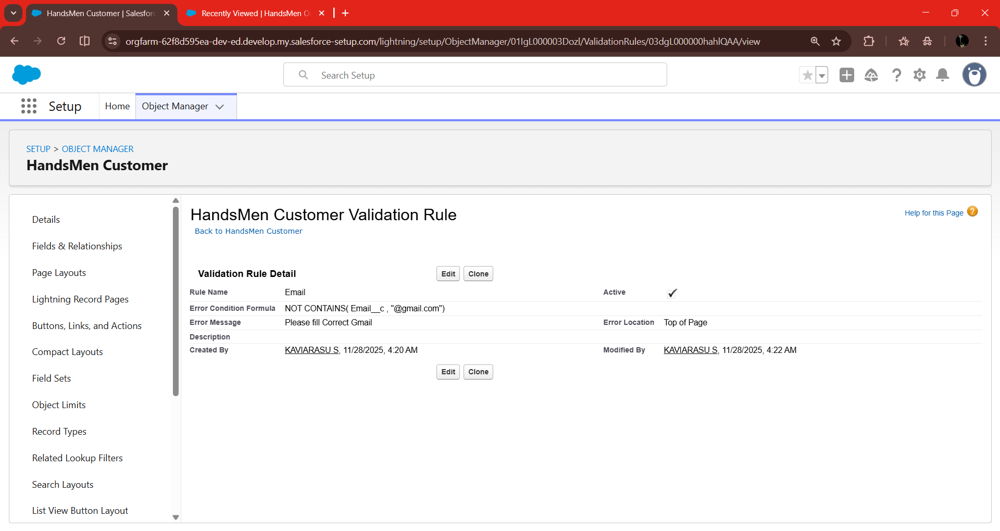 HandsMen Customer | Salesforc
Recently Viewed | HandsMen O
orgfarm-62f8d595ea-dev-ed.develop.my.salesforce-setup.com/lightning/setup/ObjectManager/01IgL000003Dozl/ValidationRules/03dgL000000hahlQAA/view
Search Setup
Setup
Home
Object Manager
SETUP > OBJECT MANAGER
HandsMen Customer
Details
Fields & Relationships
Page Layouts
Lightning Record Pages
Buttons, Links, and Actions
Compact Layouts
Field Sets
Object Limits
Record Types
Related Lookup Filters
Search Layouts
List View Button Layout
HandsMen Customer Validation Rule
Help for this Page
Back to HandsMen Customer
Validation Rule Detail
Edit Clone
Rule Name Email Active
Error Condition Formula NOT CONTAINS( Email__c , "@gmail.com")
Error Message Please fill Correct Gmail Error Location Top of Page
Description
Created By KAVIARASU S, 11/28/2025, 4:20 AM Modified By KAVIARASU S, 11/28/2025, 4:22 AM
Edit Clone